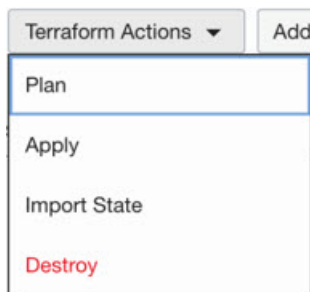 Terraform Actions
Add
Plan
Apply
Import State
Destroy